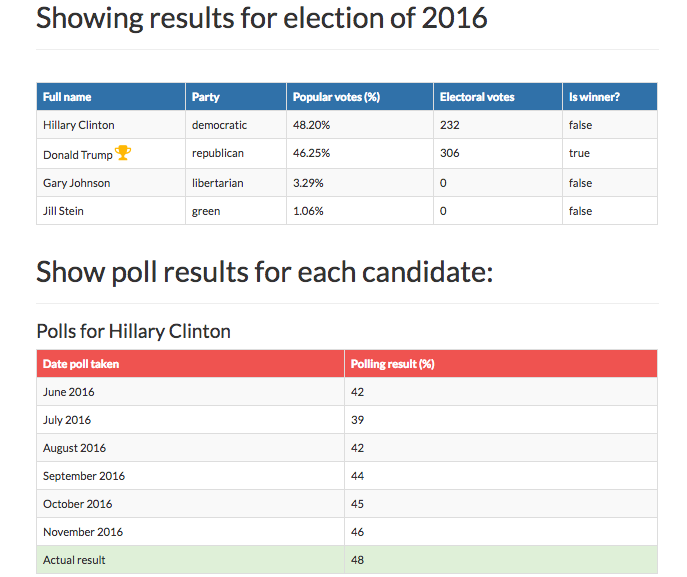 Showing results for election of 2016
Full name Party Popular votes (%) Electoral votes Is winner?
Hillary Clinton democratic 48.20% 232 false
Donald Trump republican 46.25% 306 true
Gary Johnson libertarian 3.29% 0 false
Jill Stein green 1.06% 0 false
Show poll results for each candidate:
Polls for Hillary Clinton
Date poll taken Polling result (%)
June 2016 42
July 2016 39
August 2016 42
September 2016 44
October 2016 45
November 2016 46
Actual result 48